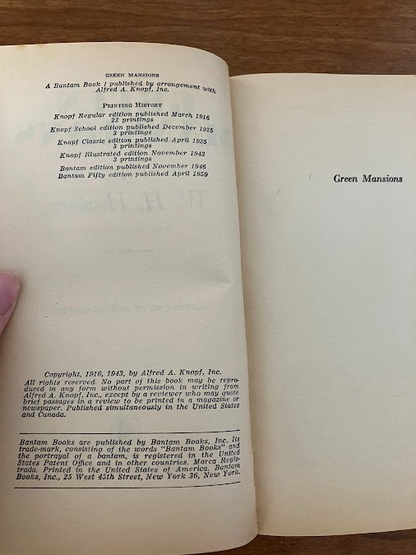 GREEN MANSIONS
A Bantam Book / published by arrangement with
Alfred A. Knopf, Inc.
PRINTING HISTORY
Knopf Regular edition published March 1916
22 printings
Knopf School edition published December 1925
3 printings
Knopf Classic edition published April 1925
3 printings
Knopf Illustrated edition November 1943
3 printings
Bantam edition published November 1946
Bantam Fifty edition published April 1959
Copyright, 1916, 1943, by Alfred A. Knopf, Inc.
All rights reserved. No part of this book may be repro-
duced in any form without permission in writing from
Alfred A. Knopf, Inc., except by a reviewer who may quote
brief passages in a review to be printed in a magazine or
newspaper. Published simultaneously in the United States
and Canada.
Bantam Books are published by Bantam Books, Inc. Its
trade-mark, consisting of the words "Bantam Books" and
the portrayal of a bantam, is registered in the United
States Patent Office and in other countries. Marca Regis-
trada. Printed in the United States of America. Bantam
Books, Inc., 25 West 45th Street, New York 36, New York.
Green Mansions